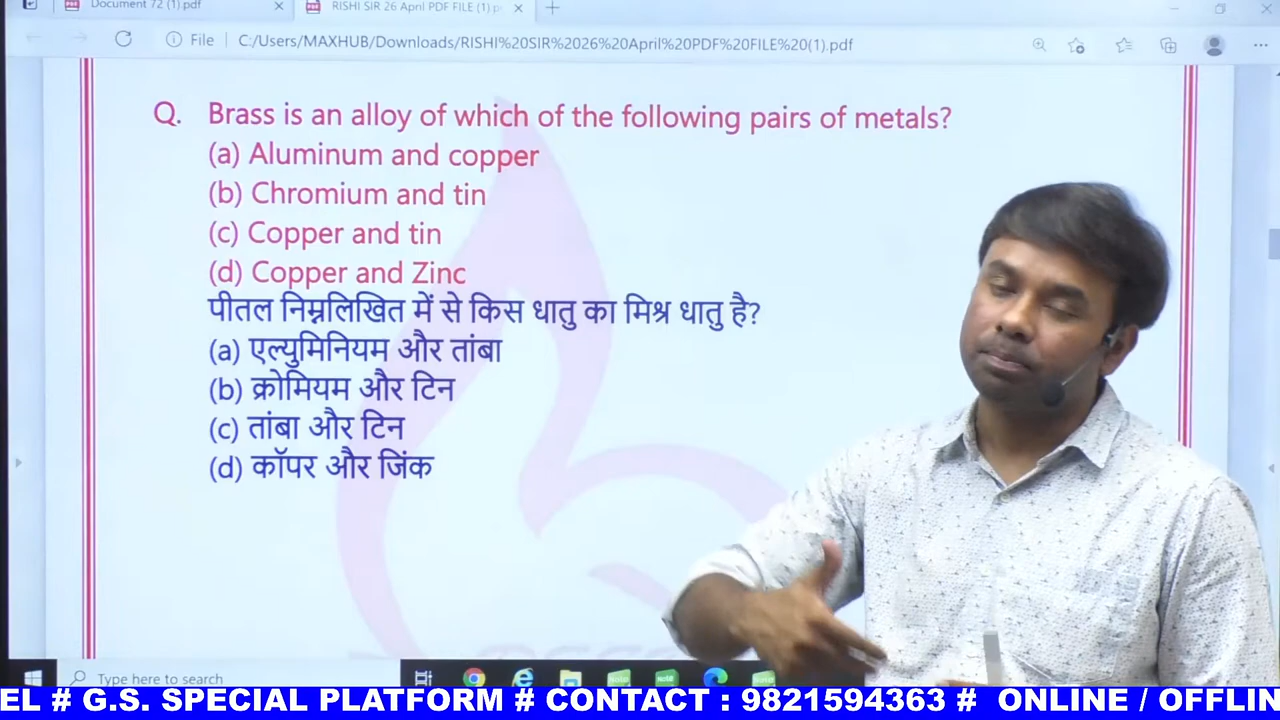 Document 72 (1).pdf
RISHI SIR 26 April PDF FILE (1) p
File
C:/Users/MAXHUB/Downloads/RISHI%20SIR%2026%20April%20PDF%20FILE%20(1).pdf
Q. Brass is an alloy of which of the following pairs of metals?
(a) Aluminum and copper
(b) Chromium and tin
(c) Copper and tin
(d) Copper and Zinc
पीतल निम्नलिखित में से किस धातु का मिश्र धातु है?
(a) एल्युमिनियम और तांबा
(b) क्रोमियम और टिन
(c) तांबा और टिन
(d) कॉपर और जिंक
Type here to search
EL # G.S. SPECIAL PLATFORM # CONTACT : 9821594363 # ONLINE / OFFLIN